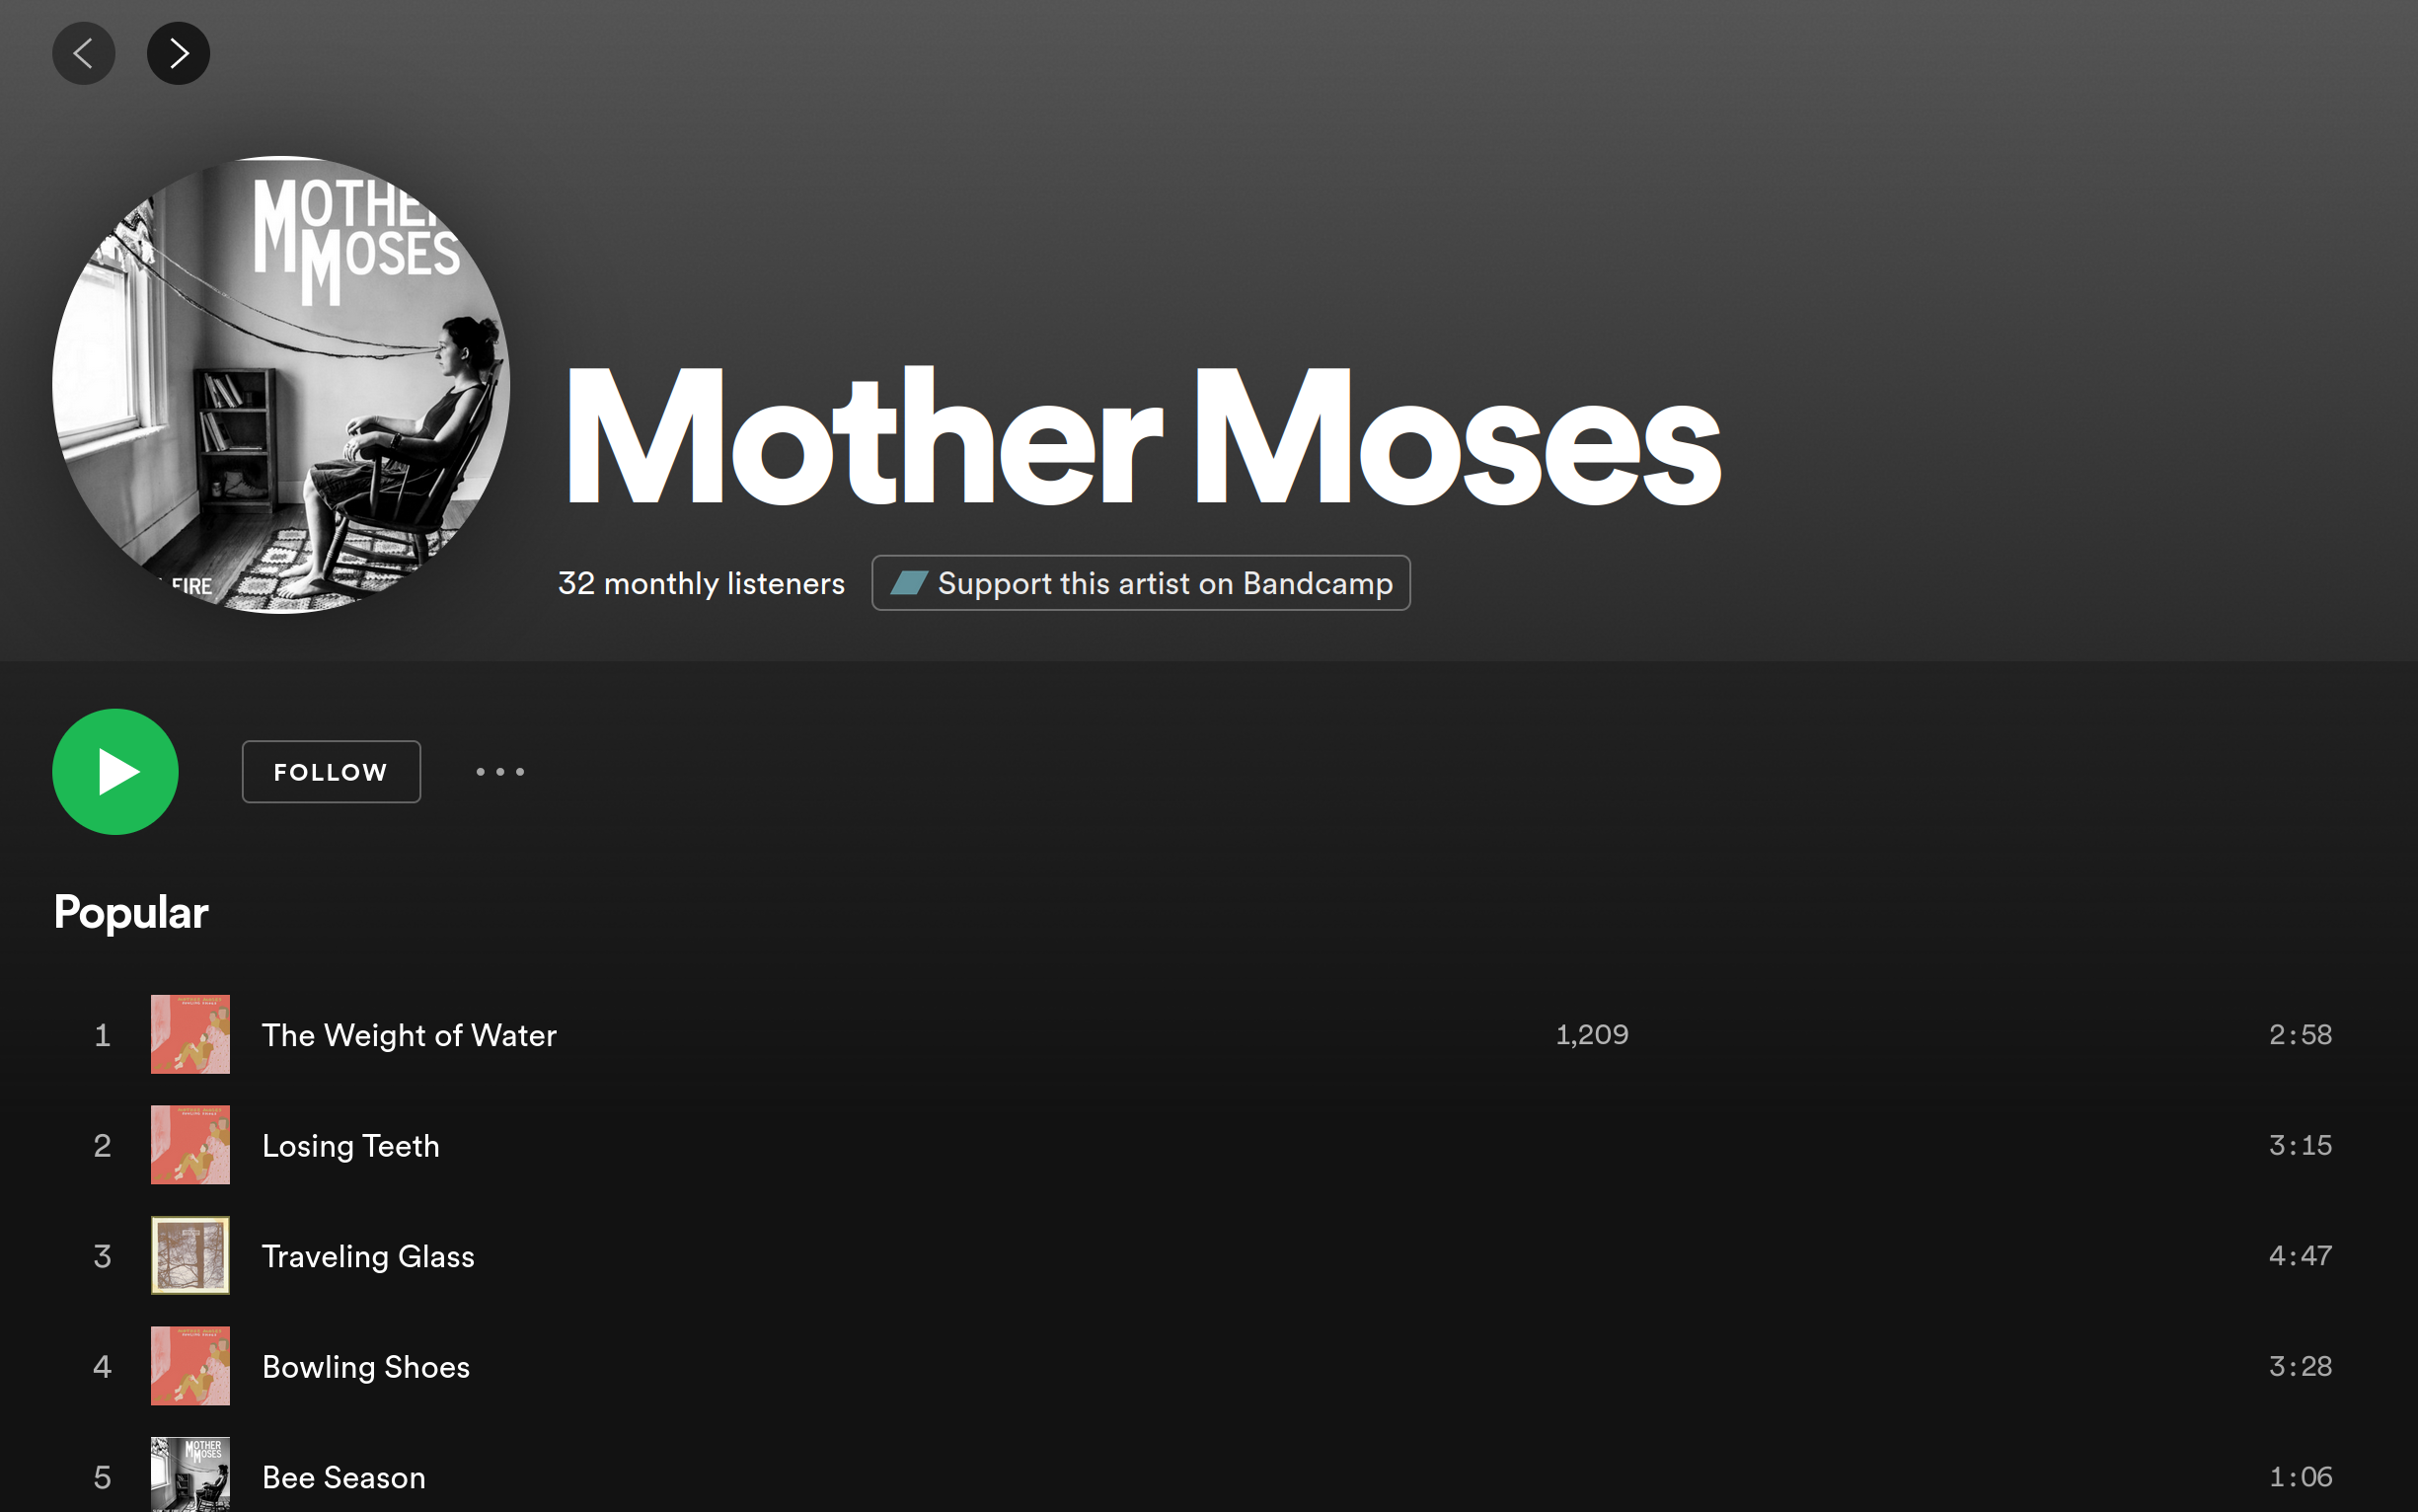 MOTHER
MOSES
FIRE
Mother Moses
32 monthly listeners
Support this artist on Bandcamp
FOLLOW
Popular
1 The Weight of Water 1,209 2:58
2 Losing Teeth 3:15
3 Traveling Glass 4:47
4 Bowling Shoes 3:28
MOTHER
MOSES
5 Bee Season 1:06